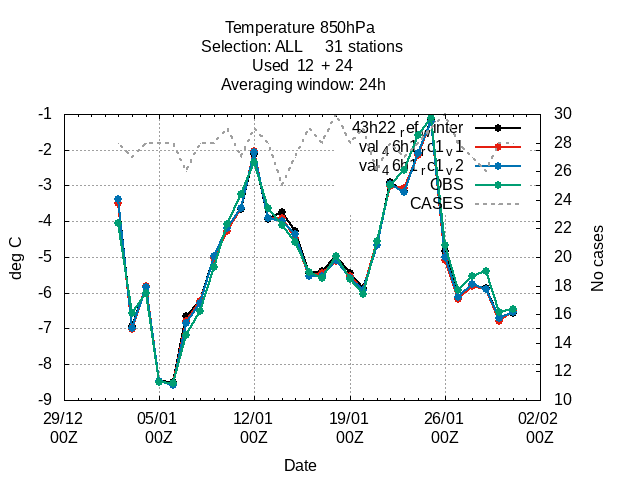 Temperature 850hPa
Selection: ALL 31 stations
Used 12 + 24
Averaging window: 24h
43h22_ref_winter
val_46h1_rc1_v1
val_46h1_rc1_v2
OBS
CASES
-1
-2
-3
-4
-5
-6
-7
-8
-9
deg C
30
28
26
24
22
20
18
16
14
12
10
No cases
29/12 05/01 12/01 19/01 26/01 02/02
00Z 00Z 00Z 00Z 00Z 00Z
Date